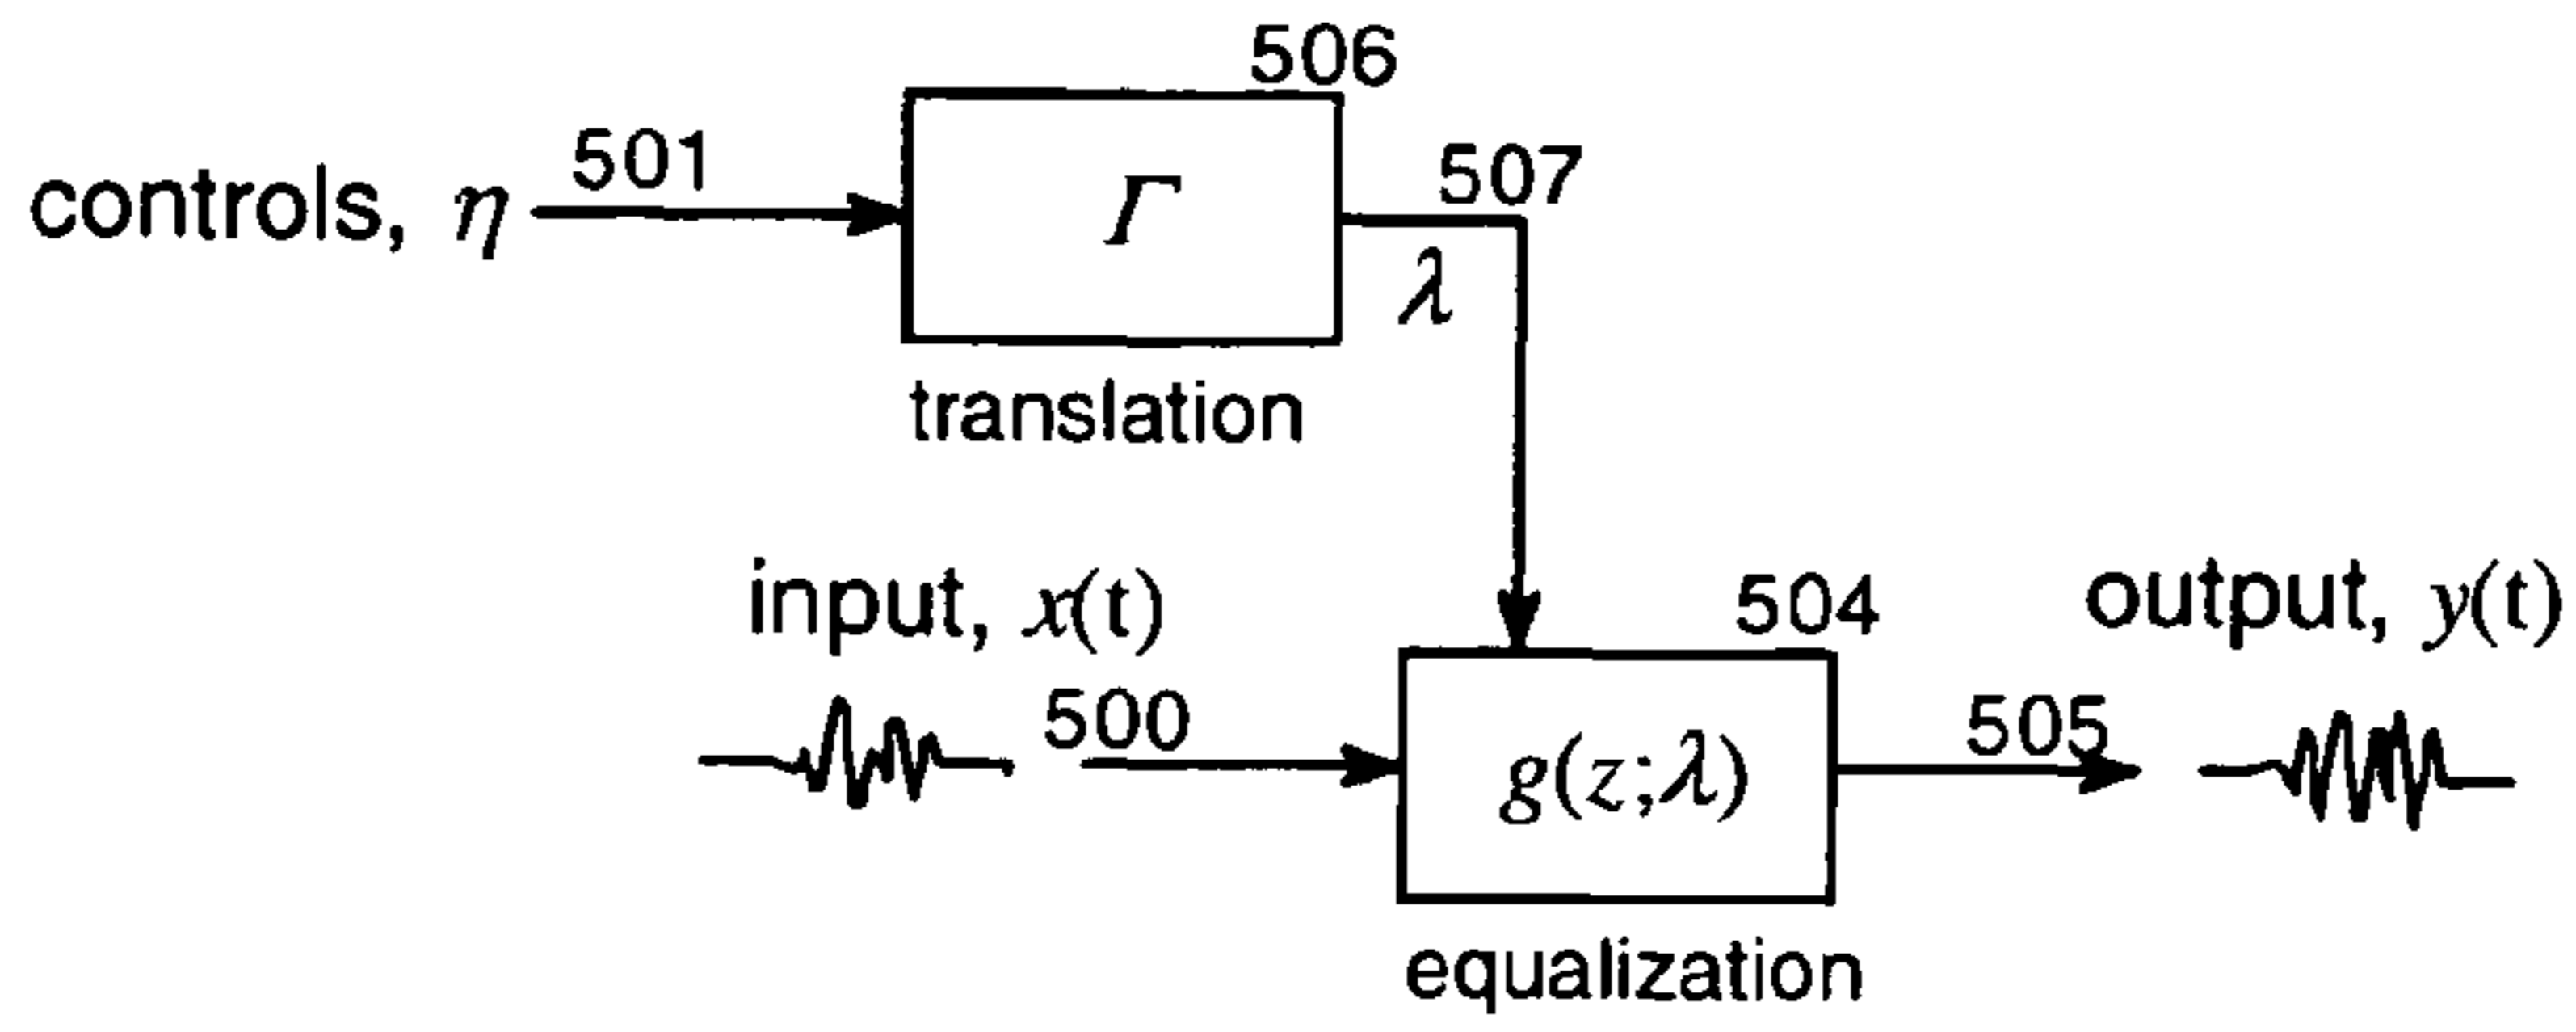 506
controls, η
501
Γ
507
λ
translation
input, x(t)
500
504
g(z;λ)
equalization
505
output, y(t)